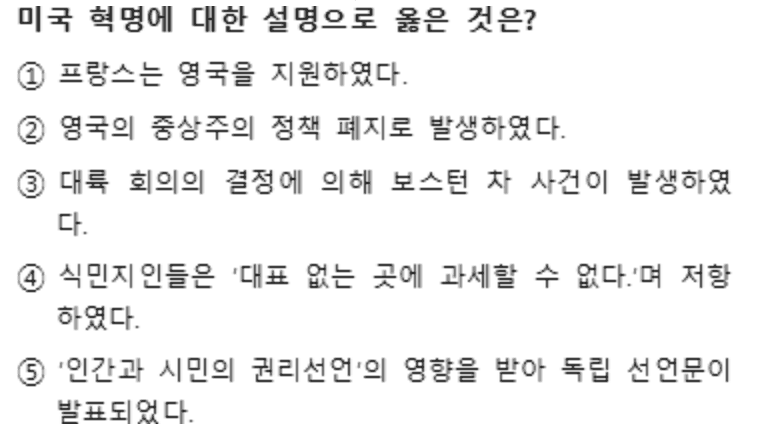 미국 혁명에 대한 설명으로 옳은 것은?
① 프랑스는 영국을 지원하였다.
② 영국의 중상주의 정책 폐지로 발생하였다.
③ 대륙 회의의 결정에 의해 보스턴 차 사건이 발생하였
다.
④ 식민지인들은 '대표 없는 곳에 과세할 수 없다.'며 저항
하였다.
⑤ '인간과 시민의 권리선언'의 영향을 받아 독립 선언문이
발표되었다.